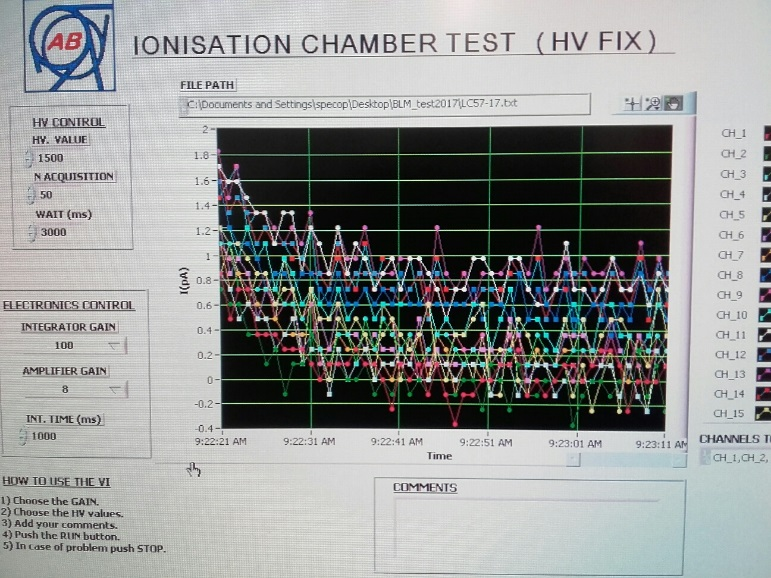 AB
IONISATION CHAMBER TEST ( HV FIX )
FILE PATH
C:\Documents and Settings\specop\Desktop\BLM_test2017\LC57-17.txt
HV CONTROL
HV. VALUE
1500
N ACQUISITION
50
WAIT (ms)
3000
ELECTRONICS CONTROL
INTEGRATOR GAIN
100
AMPLIFIER GAIN
8
INT. TIME (ms)
1000
HOW TO USE THE VI
1) Choose the GAIN.
2) Choose the HV values.
3) Add your comments.
4) Push the RUN button.
5) In case of problem push STOP.
I(pA)
2
1.8
1.6
1.4
1.2
1
0.8
0.6
0.4
0.2
0
-0.2
-0.4
9:22:21 AM
9:22:31 AM
9:22:41 AM
9:22:51 AM
9:23:01 AM
9:23:11 AM
Time
CH_1
CH_2
CH_3
CH_4
CH_5
CH_6
CH_7
CH_8
CH_9
CH_10
CH_11
CH_12
CH_13
CH_14
CH_15
CHANNELS T
CH_1,CH_2,
COMMENTS